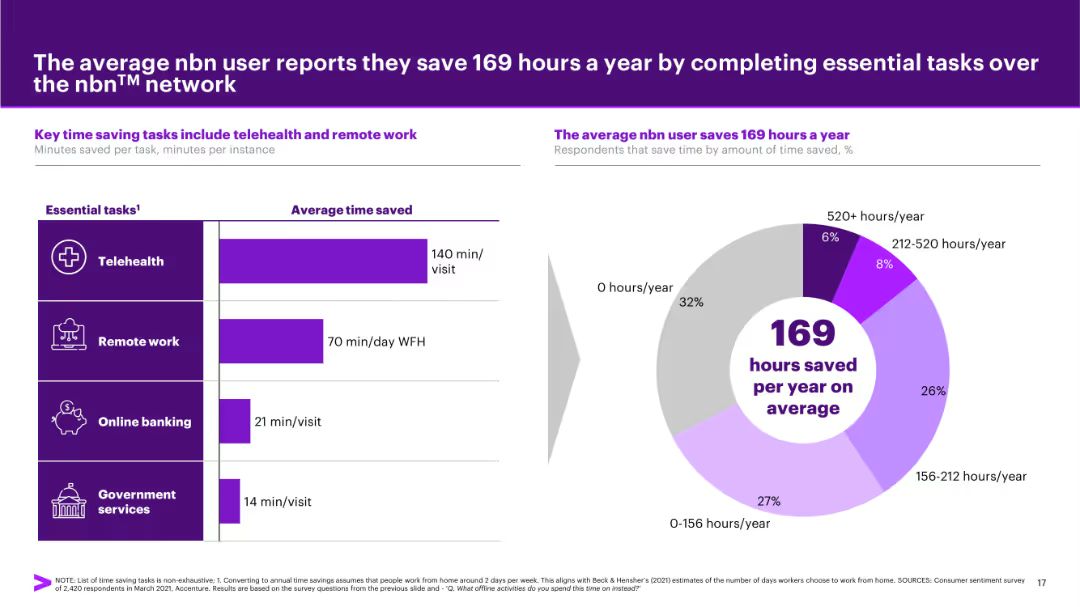 The average nbn user reports they save 169 hours a year by completing essential tasks over
the nbn™ network
Key time saving tasks include telehealth and remote work
Minutes saved per task, minutes per instance
Essential tasks¹
Average time saved
Telehealth
140 min/
visit
Remote work
70 min/day WFH
Online banking
21 min/visit
Government
services
14 min/visit
The average nbn user saves 169 hours a year
Respondents that save time by amount of time saved, %
520+ hours/year
6%
212-520 hours/year
8%
0 hours/year
32%
169
hours saved
per year on
average
26%
156-212 hours/year
27%
0-156 hours/year
NOTE: List of time saving tasks is non-exhaustive; 1. Converting to annual time savings assumes that people work from home around 2 days per week. This aligns with Beck & Hensher's (2021) estimates of the number of days workers choose to work from home. SOURCES: Consumer sentiment survey
of 2,420 respondents in March 2021, Accenture. Results are based on the survey questions from the previous slide and - 'Q. What offline activities do you spend this time on instead?'
17